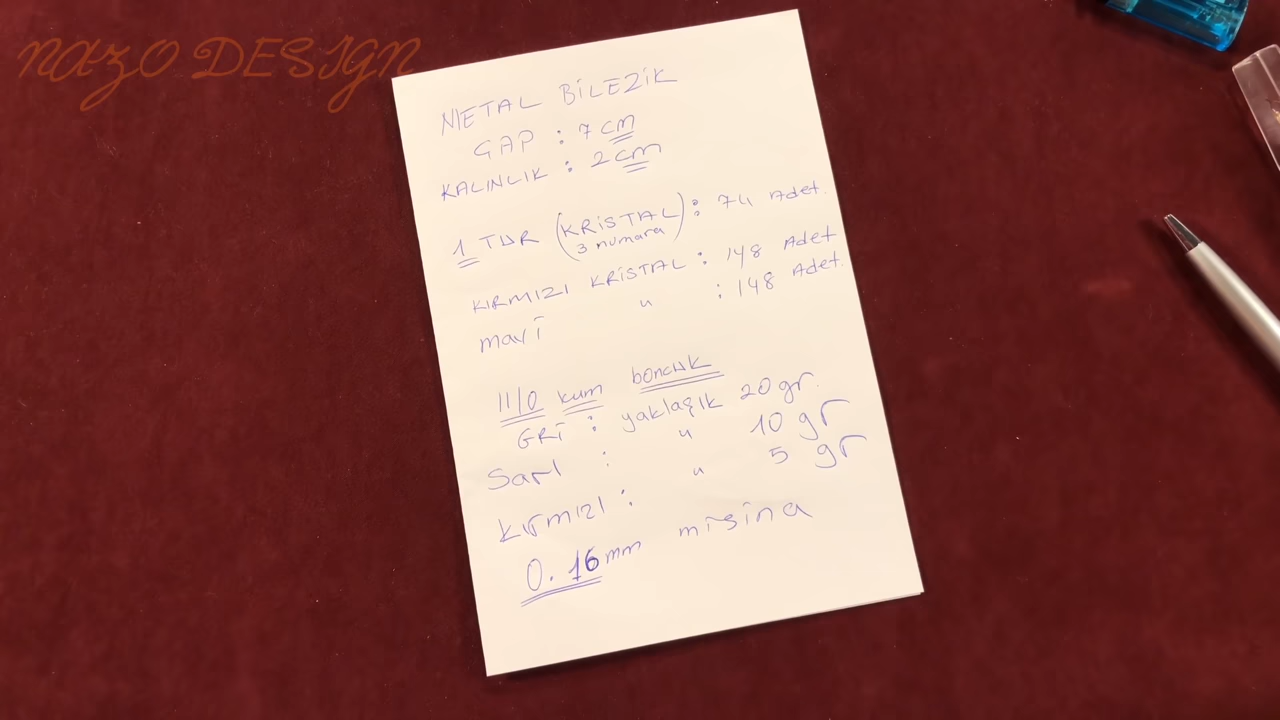 NAZO DESIGN
METAL BİLEZİK
GAP : 7 cm
KALINLIK : 2 cm
1 TUR (KRİSTAL 3 numara) : 74 Adet.
KIRMIZI KRİSTAL : 148 Adet
mavi " : 148 Adet.
11/0 kum boncuk
GRİ : yaklaşık 20 gr.
Sarı : " 10 gr
kırmızı : " 5 gr
0.16 mm misina